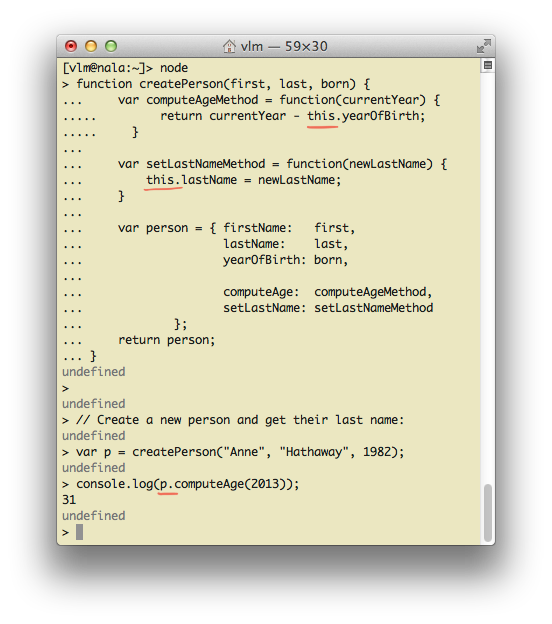 vlm — 59×30
[vlm@nala:~]> node
> function createPerson(first, last, born) {
...     var computeAgeMethod = function(currentYear) {
.....         return currentYear - this.yearOfBirth;
.....     }
...
...     var setLastNameMethod = function(newLastName) {
...         this.lastName = newLastName;
...     }
...
...     var person = { firstName:   first,
...                    lastName:    last,
...                    yearOfBirth: born,
...
...                    computeAge:  computeAgeMethod,
...                    setLastName: setLastNameMethod
...             };
...     return person;
... }
undefined
>
undefined
> // Create a new person and get their last name:
undefined
> var p = createPerson("Anne", "Hathaway", 1982);
undefined
> console.log(p.computeAge(2013));
31
undefined
>